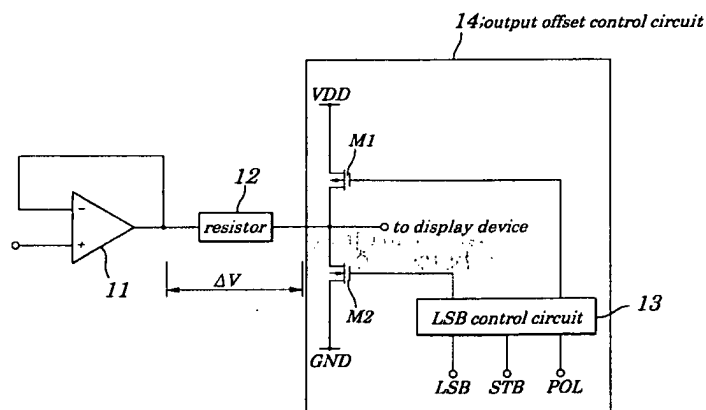 14;output offset control circuit
VDD
M1
12
resistor
to display device
11
ΔV
M2
13
LSB control circuit
GND
LSB STB POL